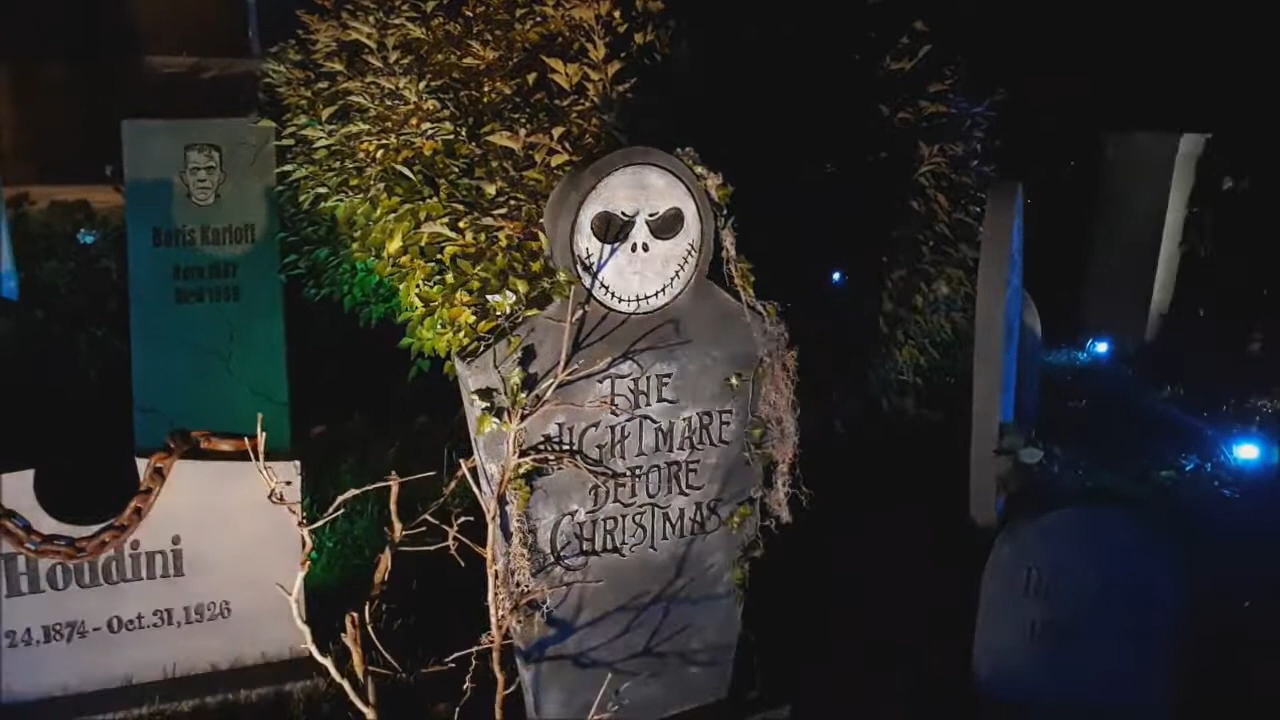 Boris Karloff
Born 1887
Died 1969
THE
NIGHTMARE
BEFORE
CHRISTMAS
Houdini
24,1874 - Oct.31,1926